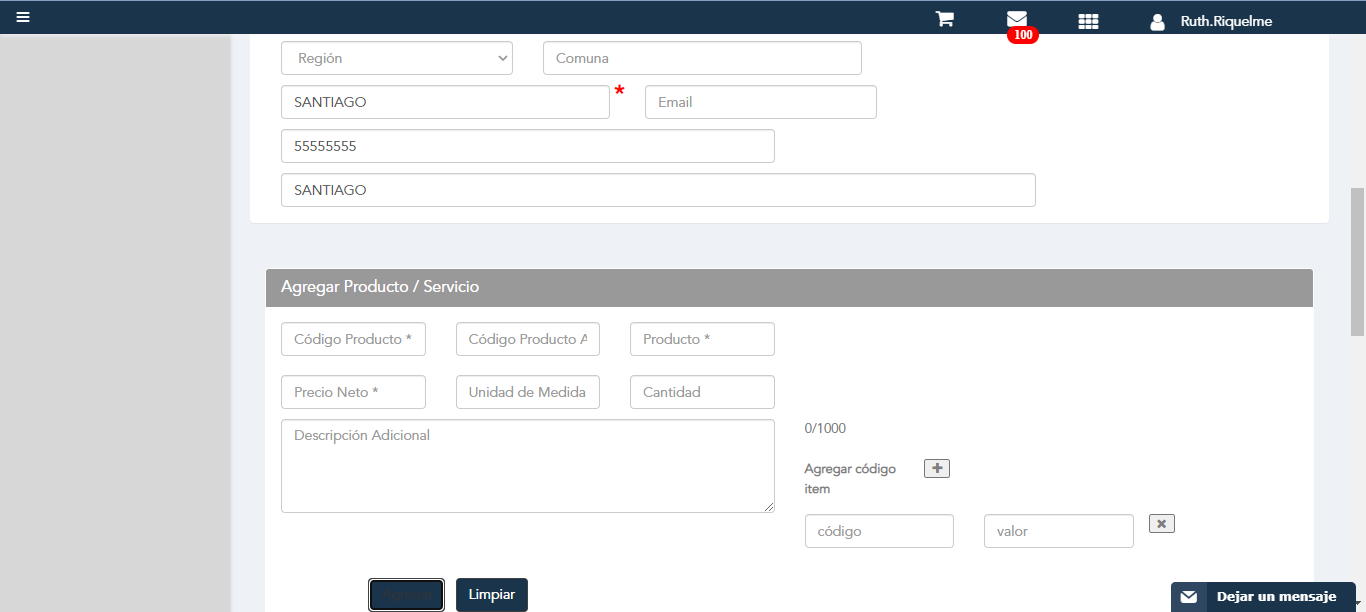 Ruth.Riquelme
100
Región
Comuna
SANTIAGO *
Email
55555555
SANTIAGO
Agregar Producto / Servicio
Código Producto *
Código Producto A
Producto *
Precio Neto *
Unidad de Medida
Cantidad
Descripción Adicional
0/1000
Agregar código
item
código
valor
Agregar
Limpiar
Dejar un mensaje